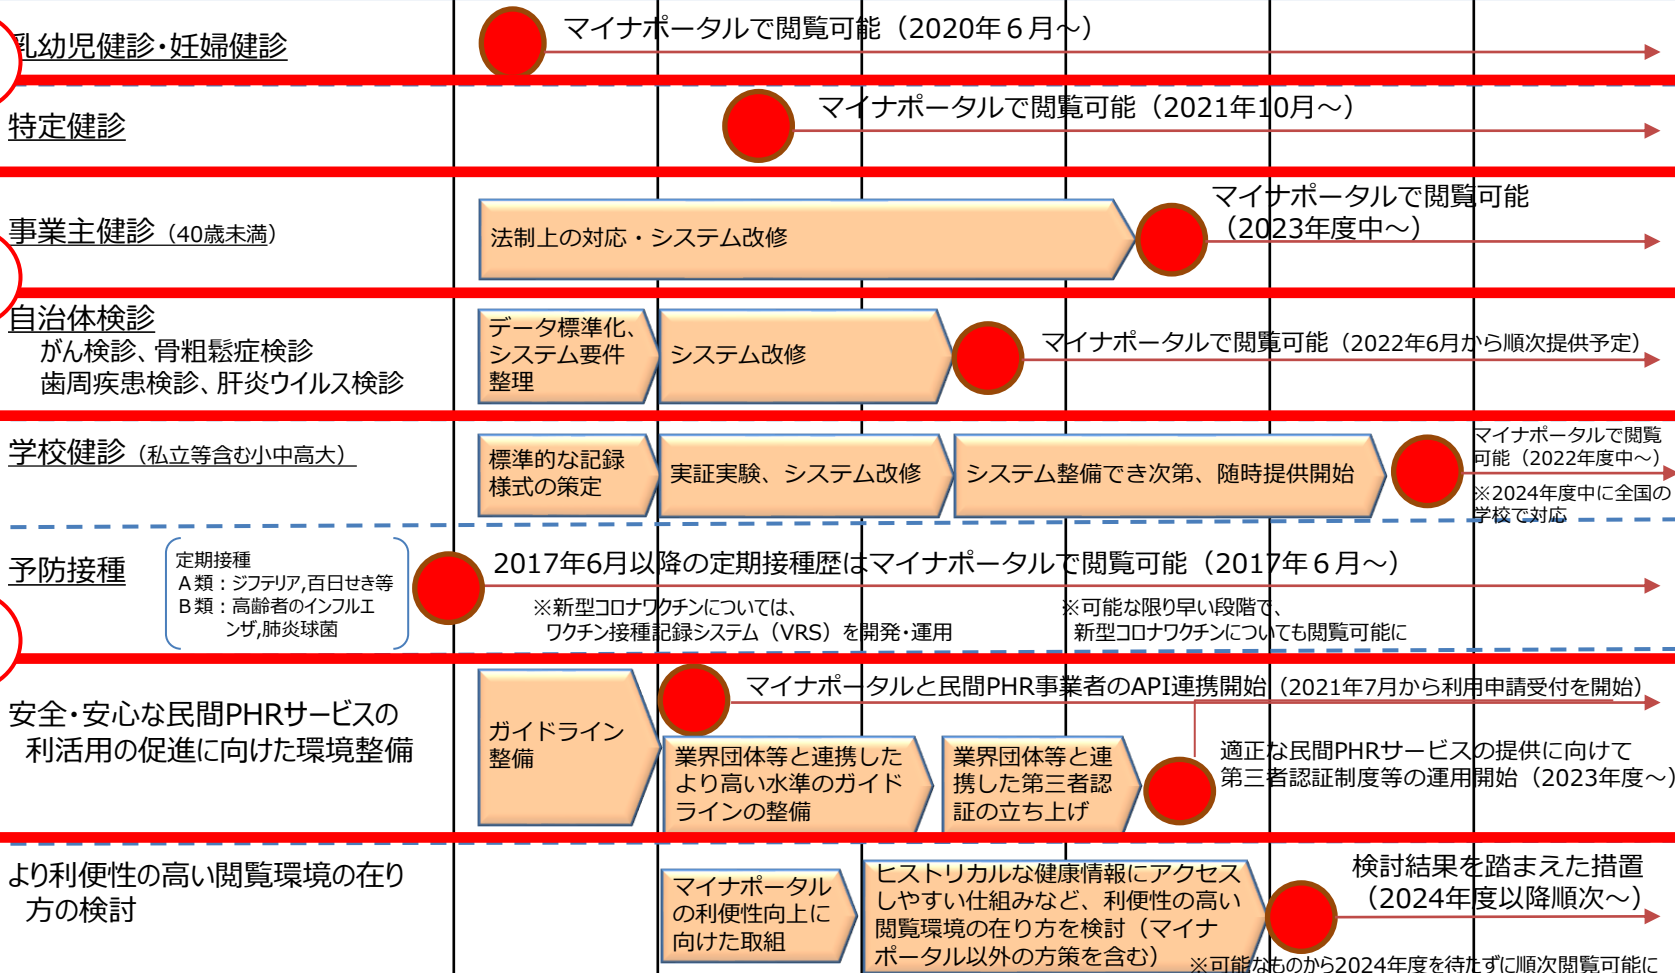 乳幼児健診・妊婦健診
マイナポータルで閲覧可能（2020年６月～）
特定健診
マイナポータルで閲覧可能（2021年10月～）
事業主健診（40歳未満）
法制上の対応・システム改修
マイナポータルで閲覧可能
（2023年度中～）
自治体検診
がん検診、骨粗鬆症検診
歯周疾患検診、肝炎ウイルス検診
データ標準化、
システム要件
整理
システム改修
マイナポータルで閲覧可能（2022年6月から順次提供予定）
学校健診（私立等含む小中高大）
標準的な記録
様式の策定
実証実験、システム改修
システム整備でき次第、随時提供開始
マイナポータルで閲覧
可能（2022年度中～）
※2024年度中に全国の
学校で対応
予防接種
定期接種
Ａ類：ジフテリア,百日せき等
Ｂ類：高齢者のインフルエ
ンザ,肺炎球菌
2017年6月以降の定期接種歴はマイナポータルで閲覧可能（2017年６月～）
※新型コロナワクチンについては、
ワクチン接種記録システム（VRS）を開発・運用
※可能な限り早い段階で、
新型コロナワクチンについても閲覧可能に
安全・安心な民間PHRサービスの
利活用の促進に向けた環境整備
ガイドライン
整備
マイナポータルと民間PHR事業者のAPI連携開始（2021年7月から利用申請受付を開始）
業界団体等と連携した
より高い水準のガイド
ラインの整備
業界団体等と連
携した第三者認
証の立ち上げ
適正な民間PHRサービスの提供に向けて
第三者認証制度等の運用開始（2023年度～）
より利便性の高い閲覧環境の在り
方の検討
マイナポータル
の利便性向上に
向けた取組
ヒストリカルな健康情報にアクセス
しやすい仕組みなど、利便性の高い
閲覧環境の在り方を検討（マイナ
ポータル以外の方策を含む）
検討結果を踏まえた措置
（2024年度以降順次～）
※可能なものから2024年度を待たずに順次閲覧可能に